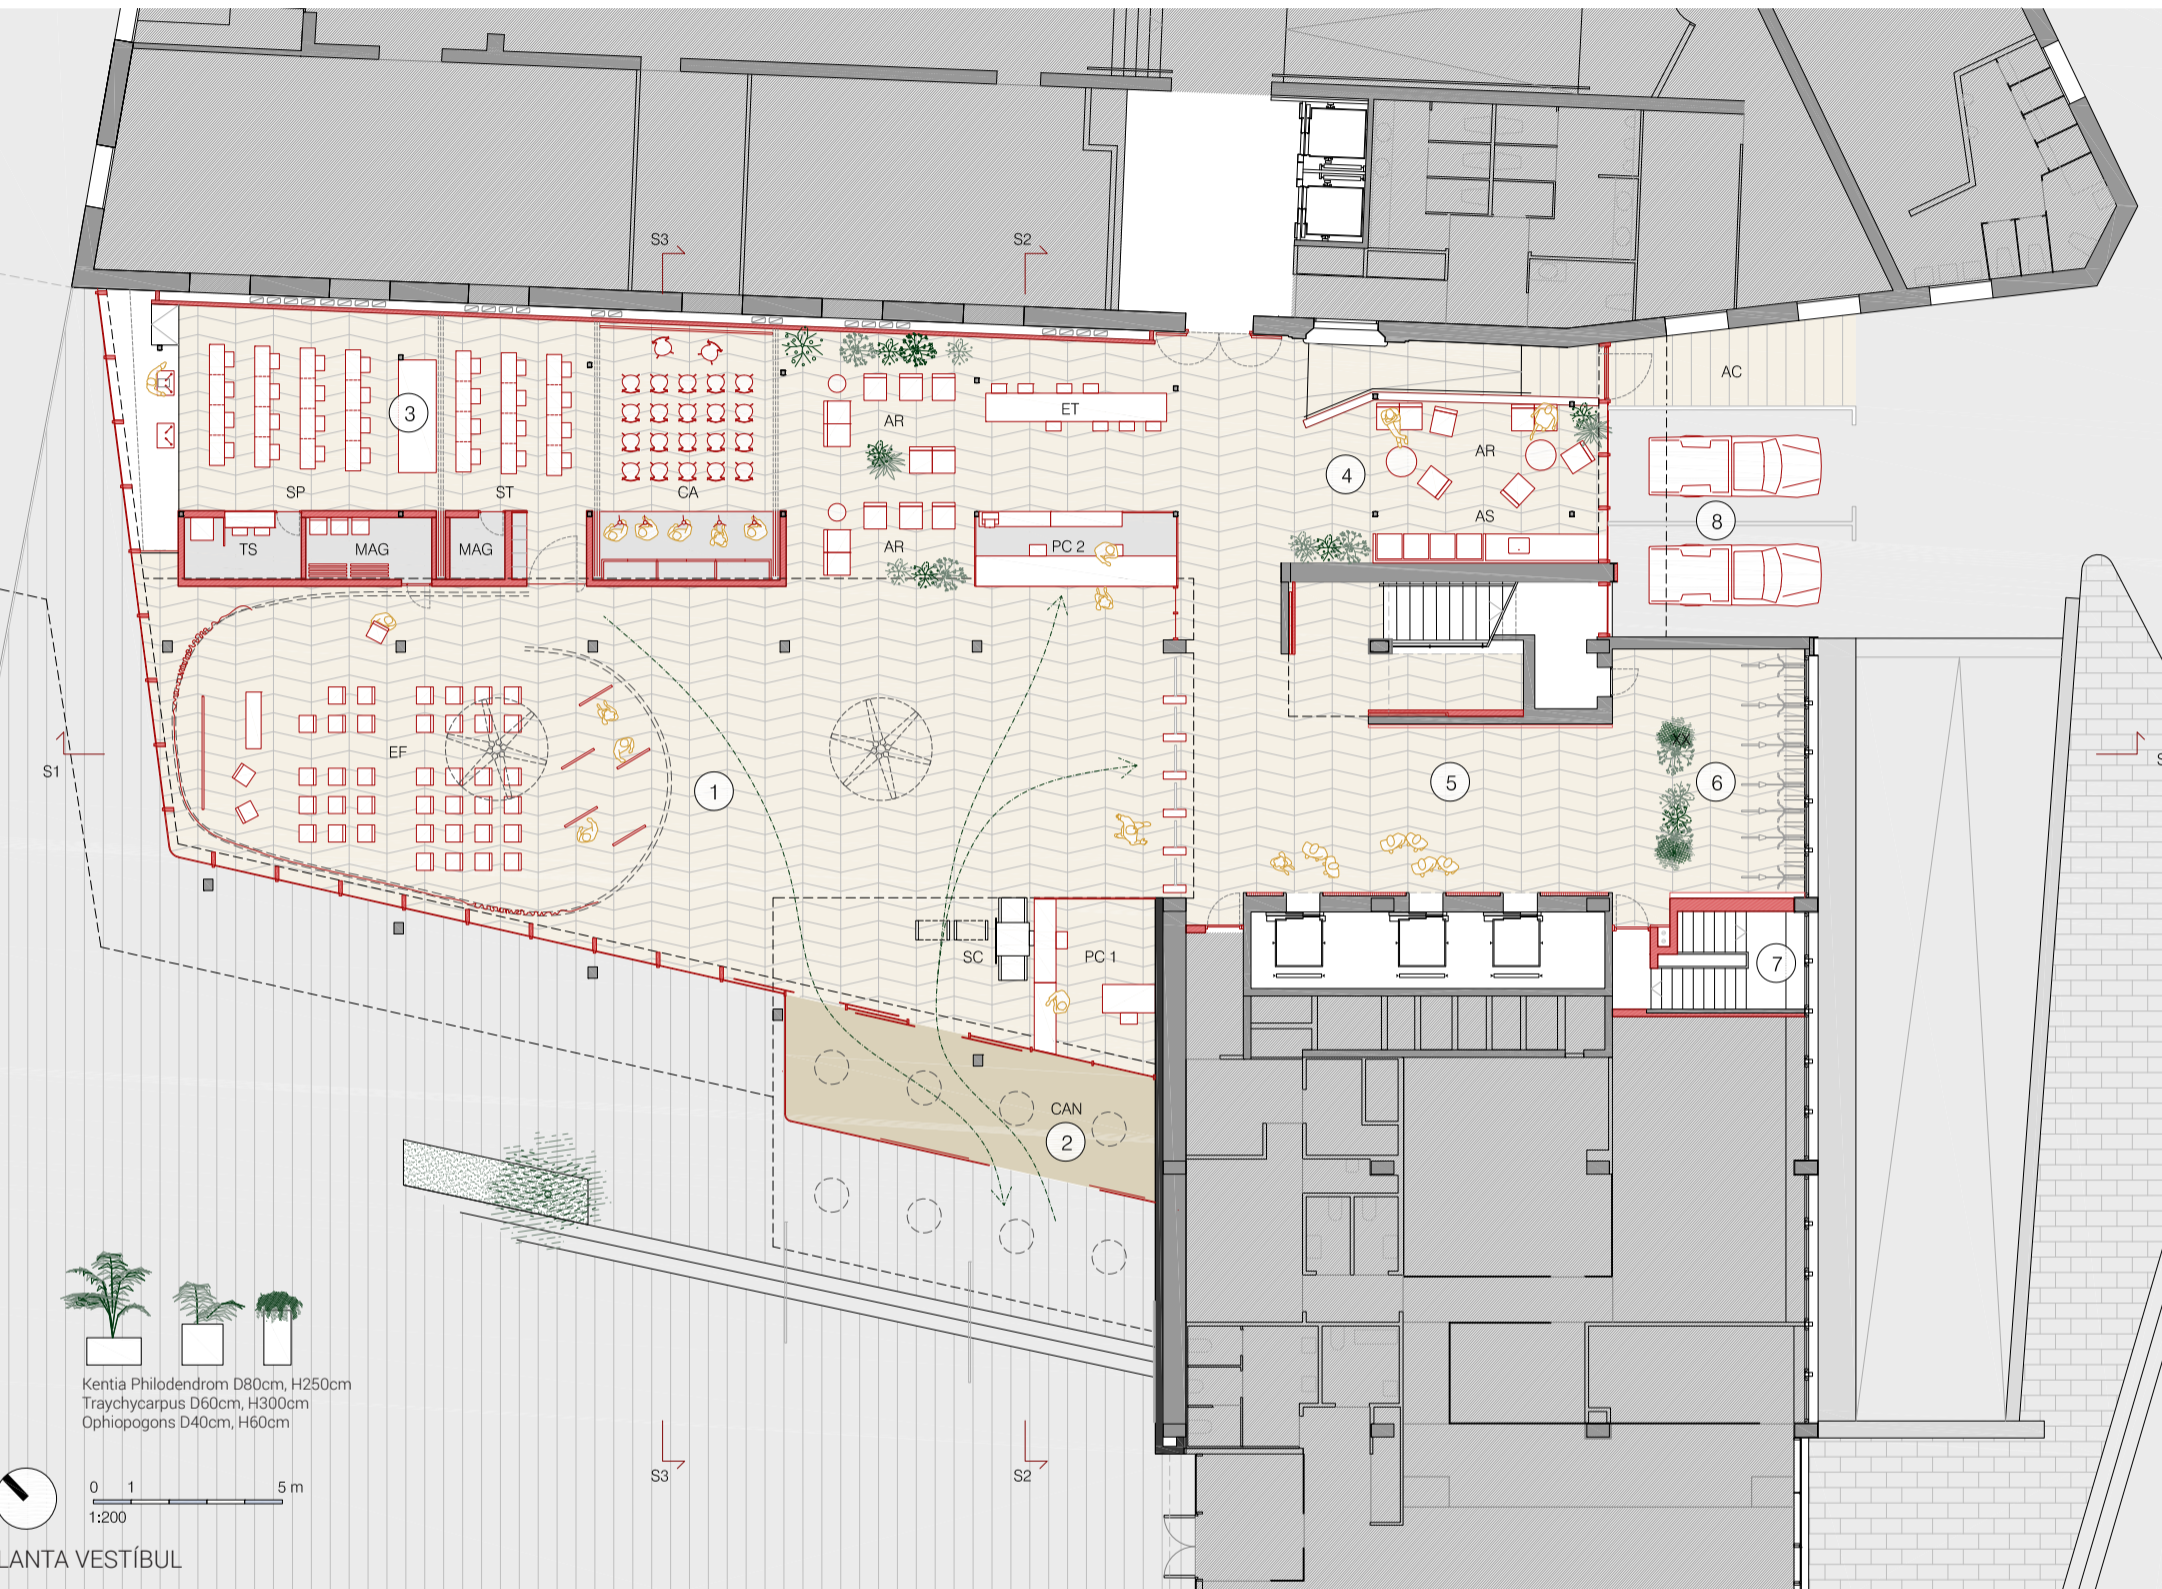 S3
S2
AC
ET
AR
3
AR
4
8
SP
ST
CA
AS
TS
MAG
MAG
AR
PC 2
S1
EF
1
5
6
S
SC
PC 1
7
CAN
2
Kentia Philodendrom D80cm, H250cm
Traychycarpus D60cm, H300cm
Ophiopogons D40cm, H60cm
S3
S2
0 1 5 m
1:200
LANTA VESTÍBUL